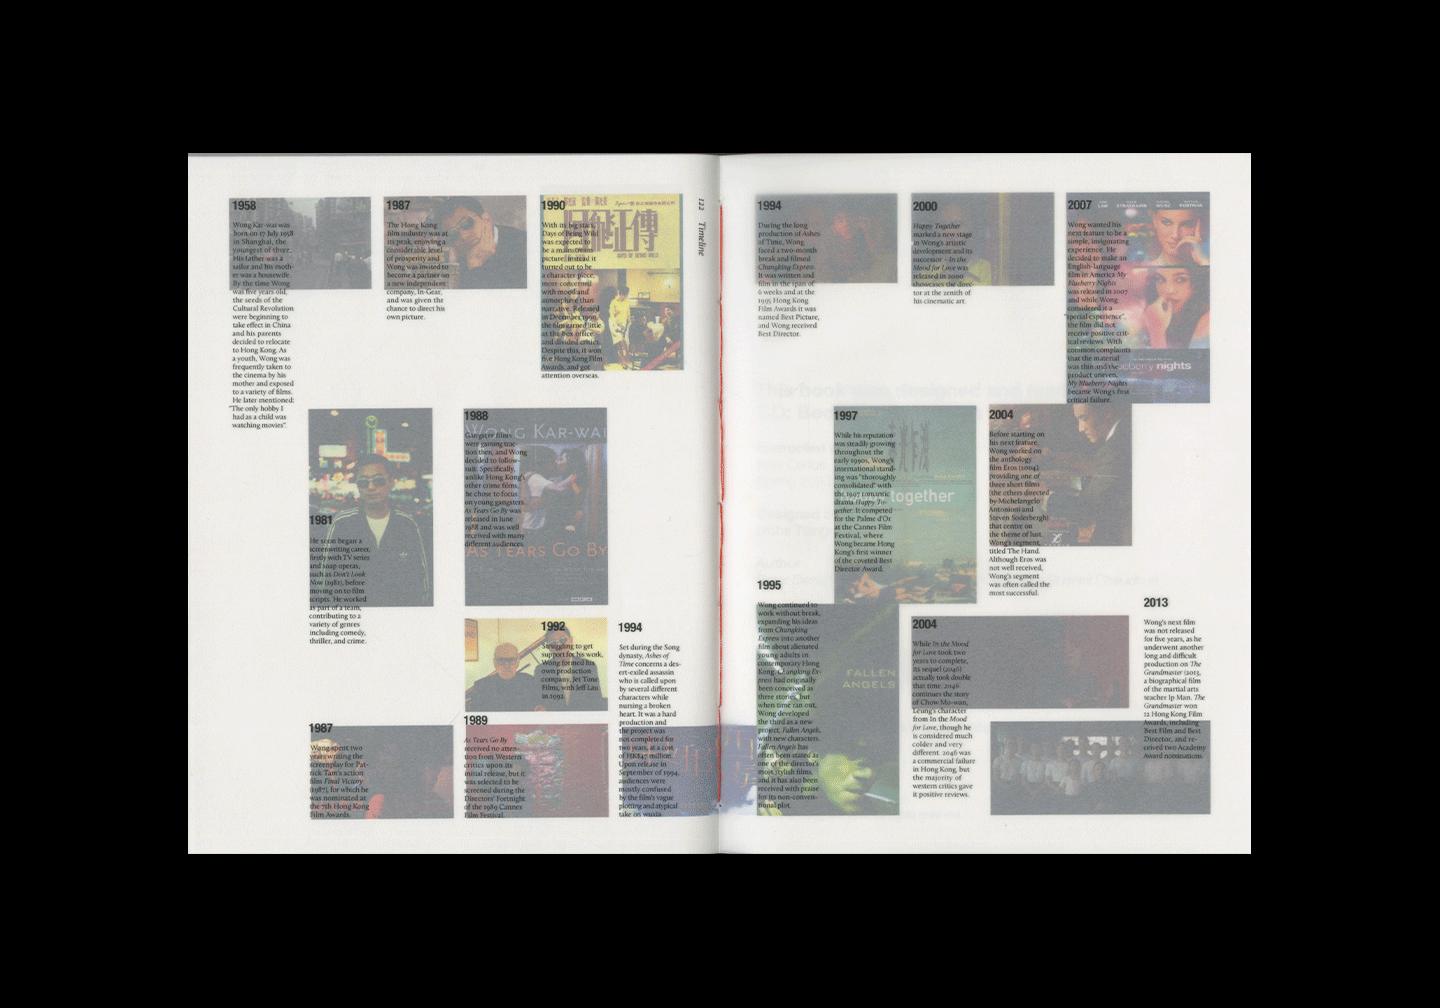 1958
Wong Kar-wai was
born on 17 July 1958
in Shanghai, the
youngest of three.
His father was a
sailor and his moth-
er was a housewife.
By the time Wong
was five years old,
the seeds of the
Cultural Revolution
were beginning to
take effect in China
and his parents
decided to relocate
to Hong Kong. As
a youth, Wong was
frequently taken to
the cinema by his
mother and exposed
to a variety of films.
He later mentioned:
"The only hobby I
had as a child was
watching movies".
1987
The Hong Kong
film industry was at
its peak, enjoying a
considerable level
of prosperity and
Wong was invited to
become a partner on
a new independent
company, In-Gear,
and was given the
chance to direct his
own picture.
1990
With its big stars,
Days of Being Wild
was expected to
be a mainstream
picture; instead it
turned out to be
a character piece,
more concerned
with mood and
atmosphere than
narrative. Released
in December 1990,
the film earned little
at the box office
and divided critics.
Despite this, it won
five Hong Kong Film
Awards, and got
attention overseas.
DAYS OF BEING WILD
122 Timeline
1981
He soon began a
screenwriting career,
firstly with TV series
and soap operas,
such as Don't Look
Now (1981), before
moving on to film
scripts. He worked
as part of a team,
contributing to a
variety of genres
including comedy,
thriller, and crime.
1988
WONG KAR-WAI
Gangster films
were gaining trac-
tion then, and Wong
decided to follow-
suit. Specifically,
unlike Hong Kong's
other crime films,
he chose to focus
on young gangsters.
As Tears Go By was
released in June
1988 and was well
received with many
different audiences.
AS TEARS GO BY
1992
Struggling to get
support for his work,
Wong formed his
own production
company, Jet Tone
Films, with Jeff Lau
in 1992.
1994
Set during the Song
dynasty, Ashes of
Time concerns a des-
ert-exiled assassin
who is called upon
by several different
characters while
nursing a broken
heart. It was a hard
production and
the project was
not completed for
two years, at a cost
of HK$47 million.
Upon release in
September of 1994,
audiences were
mostly confused
by the film's vague
plotting and atypical
take on wuxia.
1987
Wong spent two
years writing the
screenplay for Pat-
rick Tam's action
film Final Victory
(1987), for which he
was nominated at
the 7th Hong Kong
Film Awards.
1989
As Tears Go By
received no atten-
tion from Western
critics upon its
initial release, but it
was selected to be
screened during the
Directors' Fortnight
of the 1989 Cannes
Film Festival.
1994
During the long
production of Ashes
of Time, Wong
faced a two-month
break and filmed
Chungking Express.
It was written and
film in the span of
6 weeks and at the
1995 Hong Kong
Film Awards it was
named Best Picture,
and Wong received
Best Director.
2000
Happy Together
marked a new stage
in Wong's artistic
development and its
successor – In the
Mood for Love was
released in 2000
showcases the direc-
tor at the zenith of
his cinematic art.
2007
Wong wanted his
next feature to be a
simple, invigorating
experience. He
decided to make an
English-language
film in America My
Blueberry Nights
was released in 2007
and while Wong
considered it a
"special experience",
the film did not
receive positive crit-
ical reviews. With
common complaints
that the material
was thin and the
product uneven,
My Blueberry Nights
became Wong's first
critical failure.
eberry nights
1997
While his reputation
was steadily growing
throughout the
early 1990s, Wong's
international stand-
ing was "thoroughly
consolidated" with
the 1997 romantic
drama Happy To-
gether. It competed
for the Palme d'Or
at the Cannes Film
Festival, where
Wong became Hong
Kong's first winner
of the coveted Best
Director Award.
together
2004
Before starting on
his next feature,
Wong worked on
the anthology
film Eros (2004),
providing one of
three short films
(the others directed
by Michelangelo
Antonioni and
Steven Soderbergh)
that centre on
the theme of lust.
Wong's segment,
titled The Hand.
Although Eros was
not well received,
Wong's segment
was often called the
most successful.
1995
Wong continued to
work without break,
expanding his ideas
from Chungking
Express into another
film about alienated
young adults in
contemporary Hong
Kong. Chungking Ex-
press had originally
been conceived as
three stories, but
when time ran out,
Wong developed
the third as a new
project, Fallen Angels,
with new characters.
Fallen Angels has
often been stated as
one of the director's
most stylish films,
and it has also been
received with praise
for its non-conven-
tional plot.
FALLEN
ANGELS
2004
While In the Mood
for Love took two
years to complete,
its sequel (2046)
actually took double
that time. 2046
continues the story
of Chow Mo-wan,
Leung's character
from In the Mood
for Love, though he
is considered much
colder and very
different. 2046 was
a commercial failure
in Hong Kong, but
the majority of
western critics gave
it positive reviews.
2013
Wong's next film
was not released
for five years, as he
underwent another
long and difficult
production on The
Grandmaster (2013,
a biographical film
of the martial arts
teacher Ip Man. The
Grandmaster won
12 Hong Kong Film
Awards, including
Best Film and Best
Director, and re-
ceived two Academy
Award nominations.